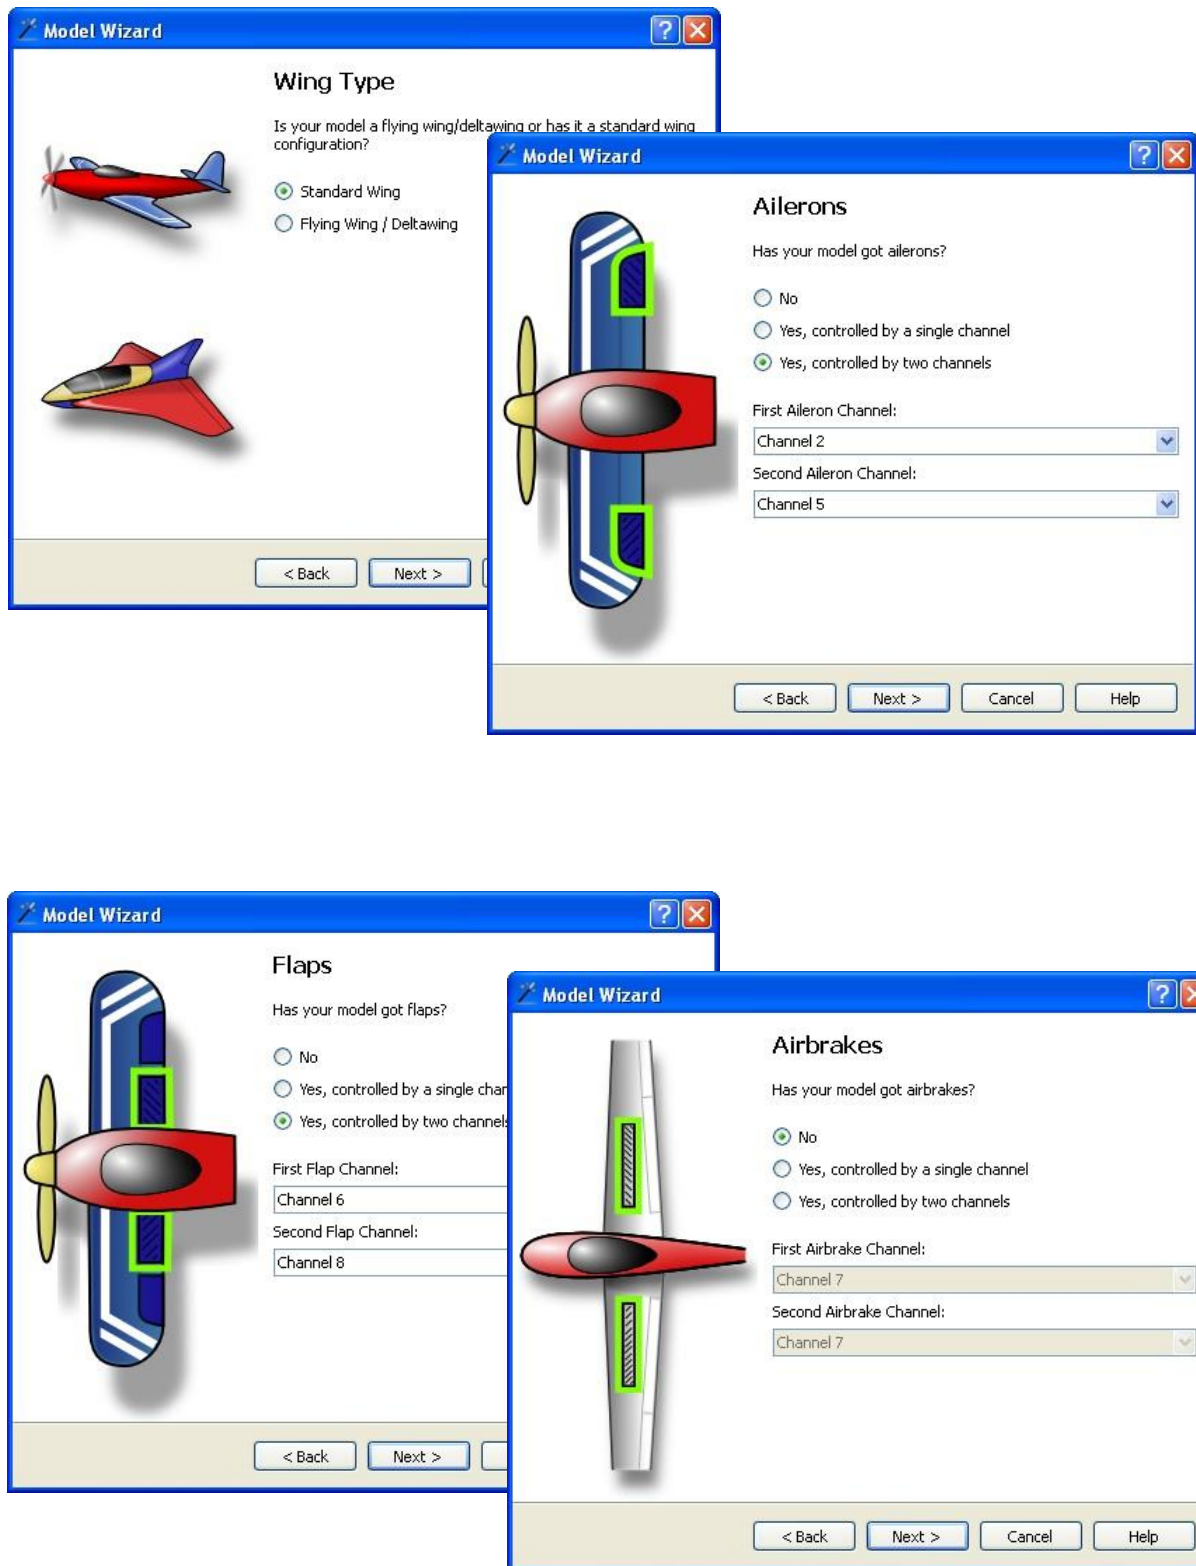 Model Wizard
Wing Type
Is your model a flying wing/deltawing or has it a standard wing
configuration?
Standard Wing
Flying Wing / Deltawing
< Back
Next >
Model Wizard
Ailerons
Has your model got ailerons?
No
Yes, controlled by a single channel
Yes, controlled by two channels
First Aileron Channel:
Channel 2
Second Aileron Channel:
Channel 5
< Back
Next >
Cancel
Help
Model Wizard
Flaps
Has your model got flaps?
No
Yes, controlled by a single
Yes, controlled by two
First Flap Channel:
Channel 6
Second Flap Channel:
Channel 8
< Back
Next >
Model Wizard
Airbrakes
Has your model got airbrakes?
No
Yes, controlled by a single channel
Yes, controlled by two channels
First Airbrake Channel:
Channel 7
Second Airbrake Channel:
Channel 7
< Back
Next >
Cancel
Help